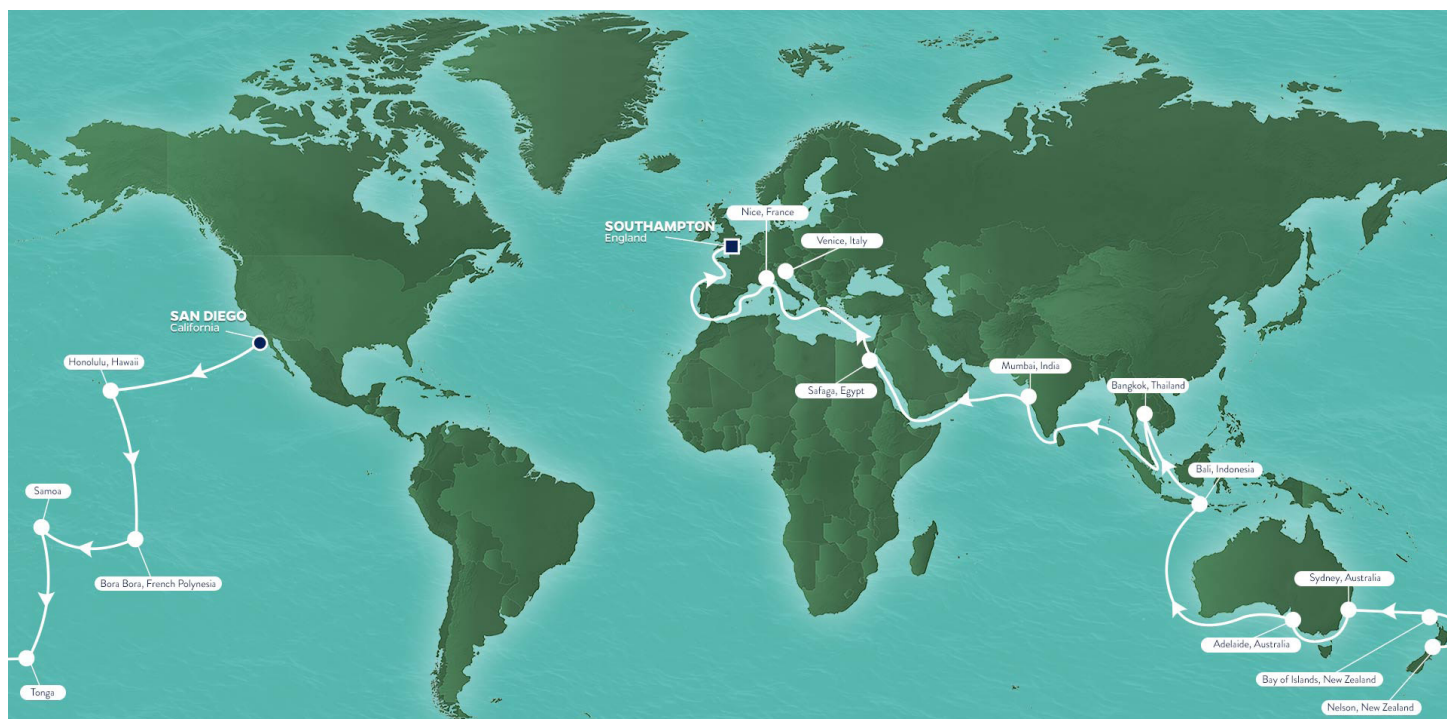 Nice, France
SOUTHAMPTON
England
Venice, Italy
SAN DIEGO
California
Honolulu, Hawaii
Mumbai, India
Bangkok, Thailand
Safaga, Egypt
Bali, Indonesia
Samoa
Bora Bora, French Polynesia
Sydney, Australia
Adelaide, Australia
Bay of Islands, New Zealand
Tonga
Nelson, New Zealand